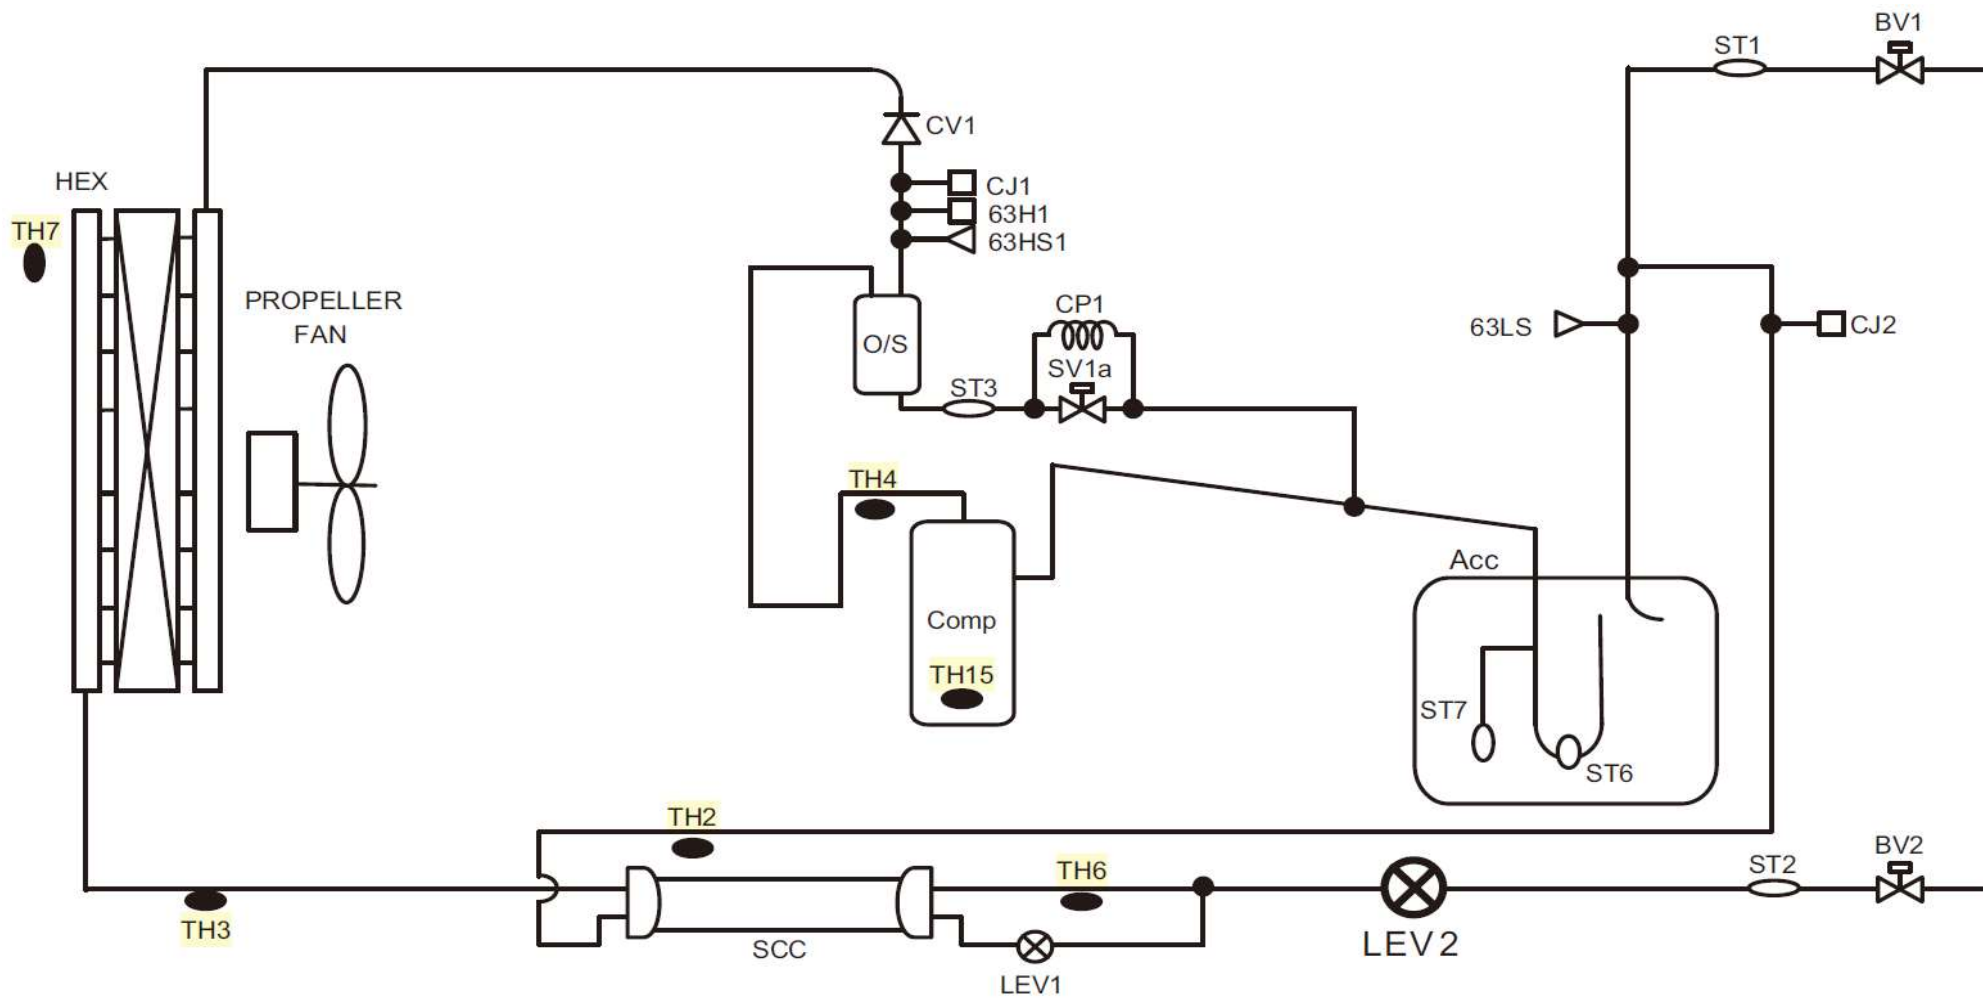 BV1
ST1
CV1
HEX
CJ1
63H1
TH7
63HS1
PROPELLER
FAN
CP1
63LS
CJ2
O/S
SV1a
ST3
TH4
Acc
Comp
TH15
ST7
ST6
TH2
BV2
TH6
ST2
TH3
SCC
LEV2
LEV1